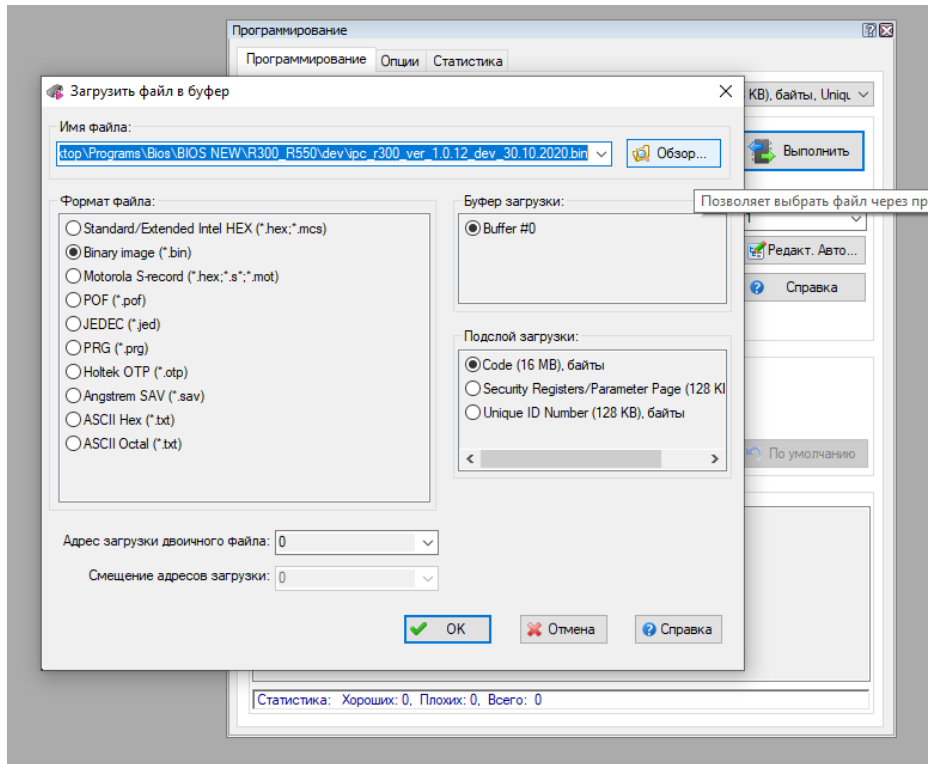 Программирование
Программирование Опции Статистика
Загрузить файл в буфер
KB), байты, Uniqu
Имя файла:
ktop\Programs\Bios\BIOS NEW\R300_R550\dev\ipc_r300_ver_1.0.12_dev_30.10.2020.bin
Обзор...
Выполнить
Позволяет выбрать файл через пр
Формат файла:
Standard/Extended Intel HEX (*.hex;*.mcs)
Binary image (*.bin)
Motorola S-record (*.hex;*.s*;*.mot)
POF (*.pof)
JEDEC (*.jed)
PRG (*.prg)
Holtek OTP (*.otp)
Angstrem SAV (*.sav)
ASCII Hex (*.txt)
ASCII Octal (*.txt)
Буфер загрузки:
Buffer #0
1
Редакт. Авто...
Справка
Подслой загрузки:
Code (16 MB), байты
Security Registers/Parameter Page (128 KI
Unique ID Number (128 KB), байты
По умолчанию
Адрес загрузки двоичного файла: 0
Смещение адресов загрузки: 0
OK Отмена Справка
Статистика: Хороших: 0, Плохих: 0, Всего: 0